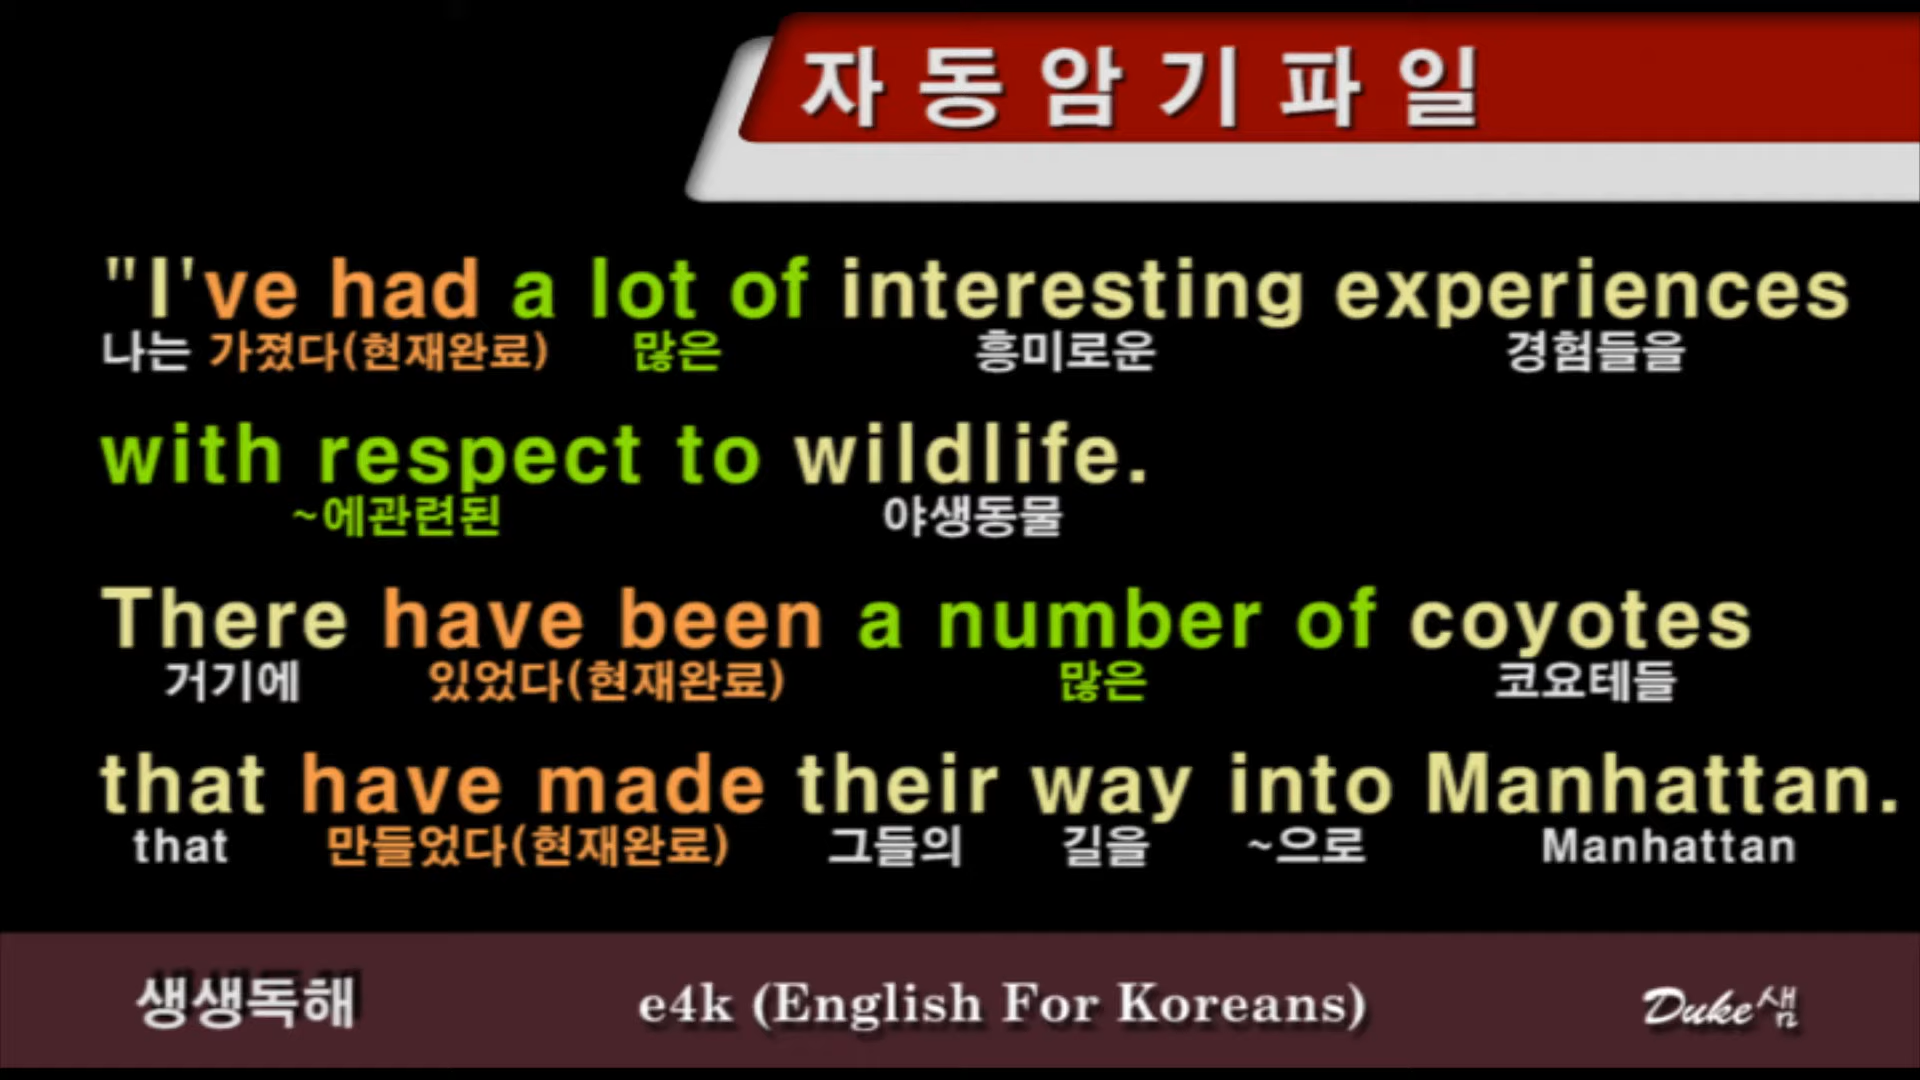 자동암기파일
"I've had a lot of interesting experiences
나는 가졌다(현재완료) 많은 흥미로운 경험들을
with respect to wildlife.
~에관련된 야생동물
There have been a number of coyotes
거기에 있었다(현재완료) 많은 코요테들
that have made their way into Manhattan.
that 만들었다(현재완료) 그들의 길을 ~으로 Manhattan
생생독해 e4k (English For Koreans) Duke샘